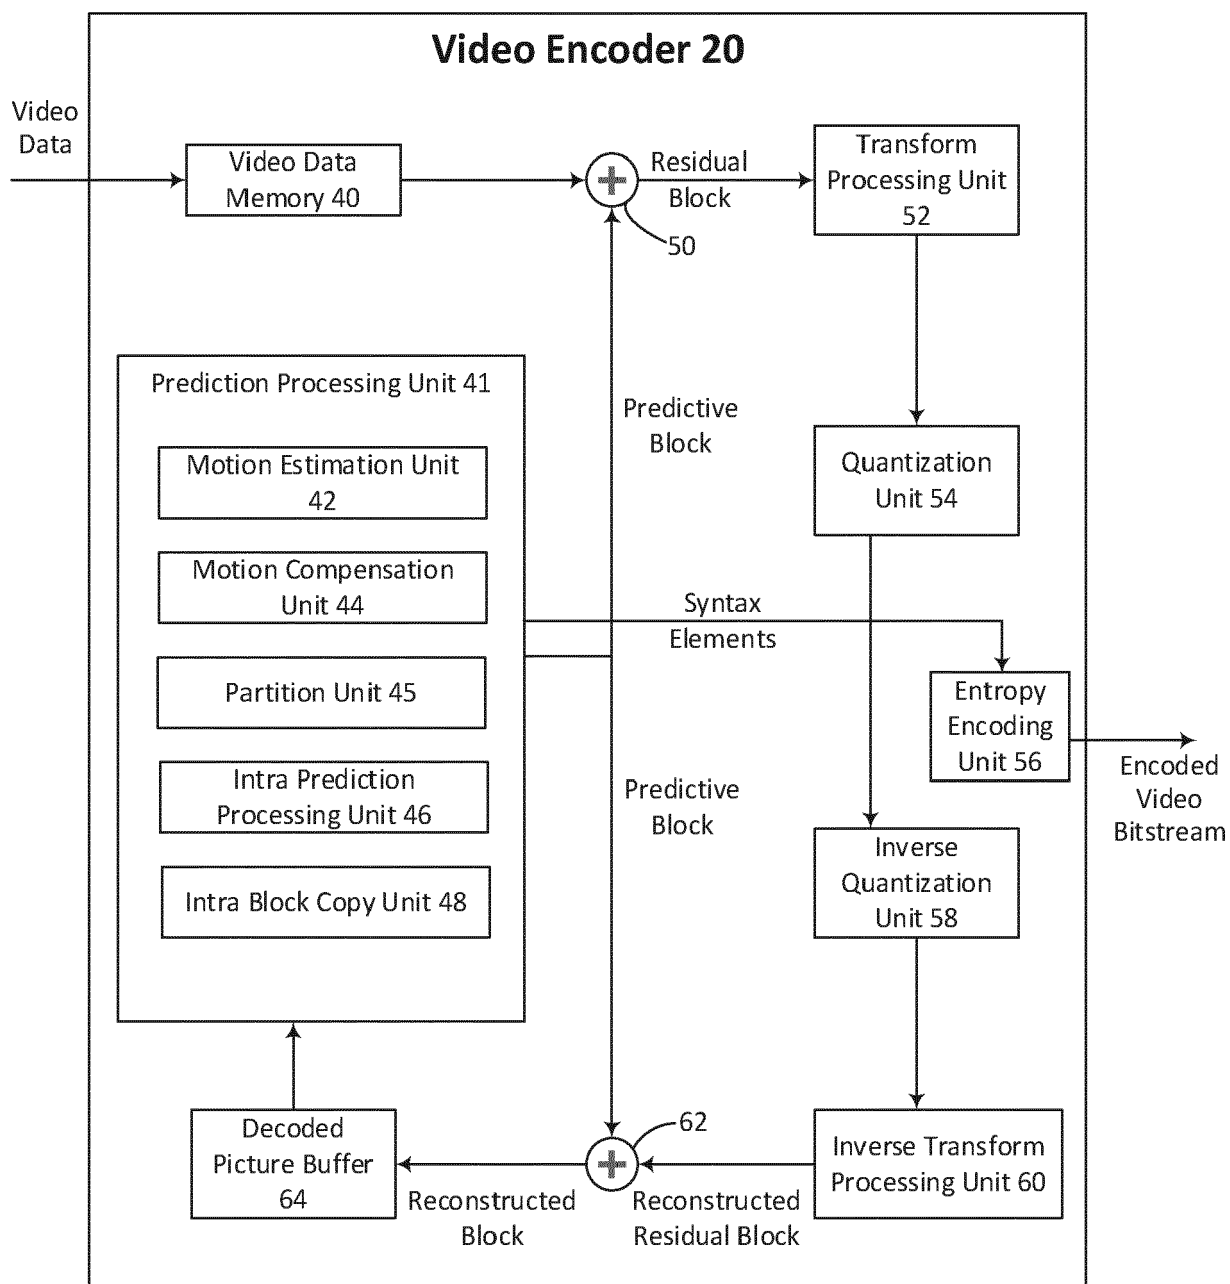 Video Encoder 20
Video
Data
Video Data
Memory 40
Residual
Block
50
Transform
Processing Unit
52
Prediction Processing Unit 41
Motion Estimation Unit
42
Motion Compensation
Unit 44
Partition Unit 45
Intra Prediction
Processing Unit 46
Intra Block Copy Unit 48
Predictive
Block
Quantization
Unit 54
Syntax
Elements
Entropy
Encoding
Unit 56
Encoded
Video
Bitstream
Predictive
Block
Inverse
Quantization
Unit 58
Decoded
Picture Buffer
64
Reconstructed
Block
62
Reconstructed
Residual Block
Inverse Transform
Processing Unit 60